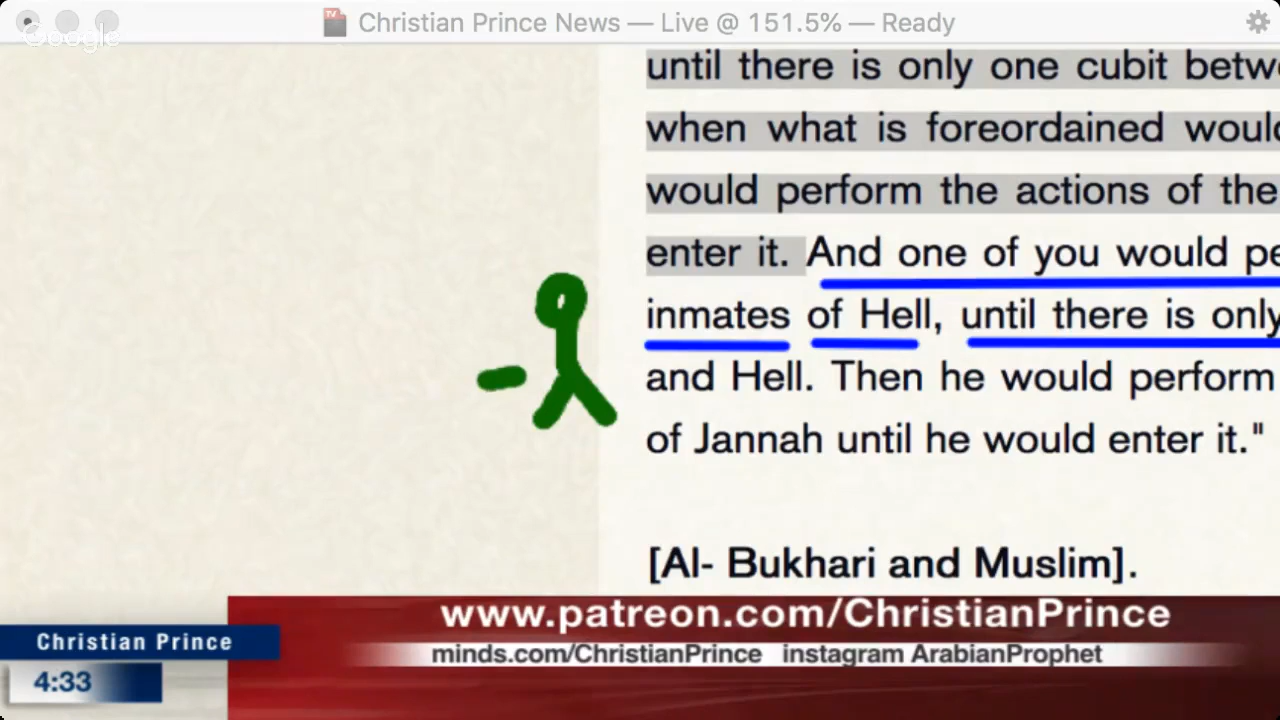 Christian Prince News — Live @ 151.5% — Ready
Google
until there is only one cubit
when what is foreordained
would perform the actions of the
enter it. And one of you would
inmates of Hell, until there is only
and Hell. Then he would perform
of Jannah until he would enter it."
[Al- Bukhari and Muslim].
www.patreon.com/ChristianPrince
Christian Prince
minds.com/ChristianPrince instagram ArabianProphet
4:33